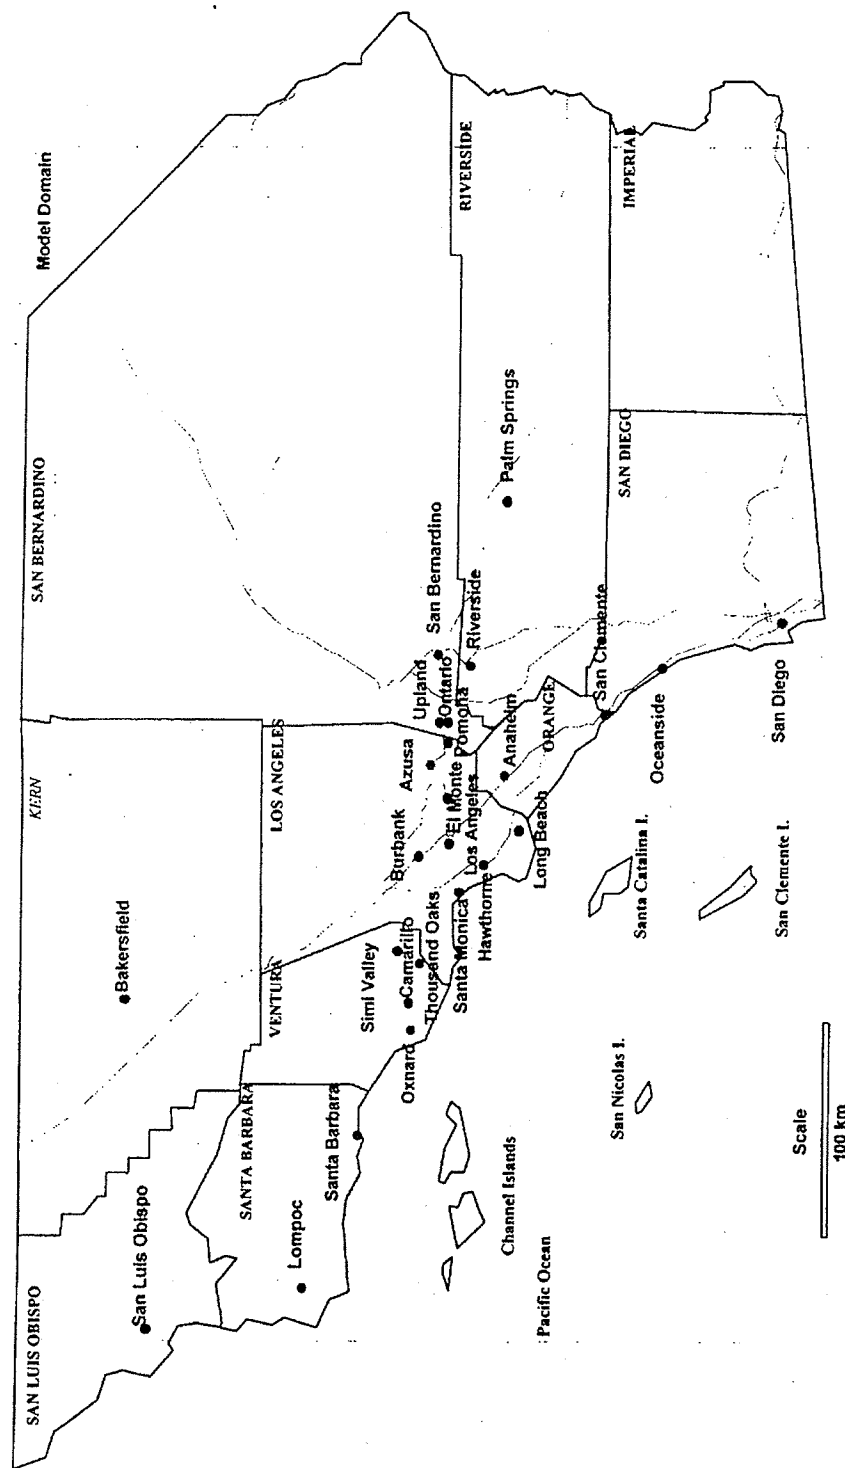 Model Domain
SAN LUIS OBISPO
KERN
SAN BERNARDINO
San Luis Obispo
Bakersfield
SANTA BARBARA
VENTURA
LOS ANGELES
RIVERSIDE
Lompoc
Santa Barbara
Oxnard
Simi Valley
Camarillo
Thousand Oaks
Santa Monica
Hawthorne
Burbank
Los Angeles
El Monte
Azusa
Pomona
Upland
Ontario
San Bernardino
Riverside
Palm Springs
Long Beach
Anaheim
ORANGE
San Clemente
SAN DIEGO
IMPERIAL
Oceanside
San Diego
Channel Islands
Pacific Ocean
San Nicolas I.
Santa Catalina I.
San Clemente I.
Scale
100 km